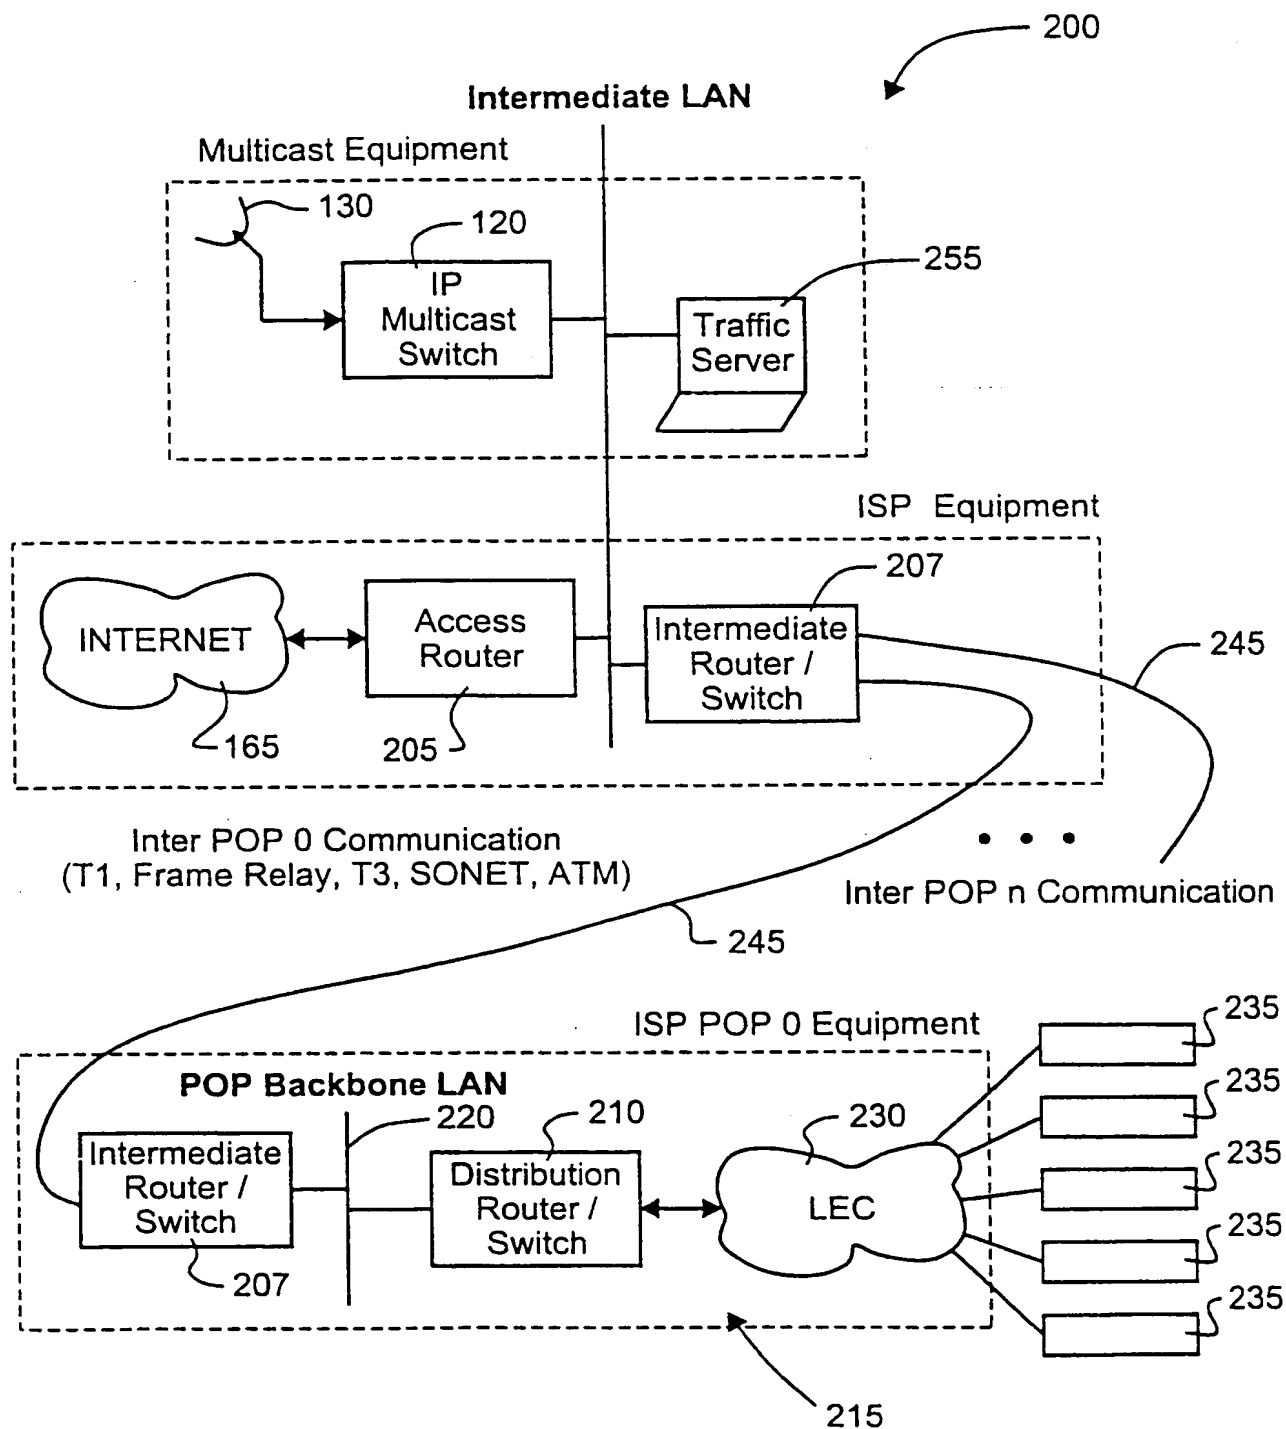 200
Intermediate LAN
Multicast Equipment
130
120
IP
Multicast
Switch
255
Traffic
Server
ISP Equipment
207
INTERNET
Access
Router
Intermediate
Router /
Switch
245
165
205
Inter POP 0 Communication
(T1, Frame Relay, T3, SONET, ATM)
• • •
Inter POP n Communication
245
ISP POP 0 Equipment
235
POP Backbone LAN
220
210
230
235
Intermediate
Router /
Switch
Distribution
Router /
Switch
LEC
235
235
207
235
215